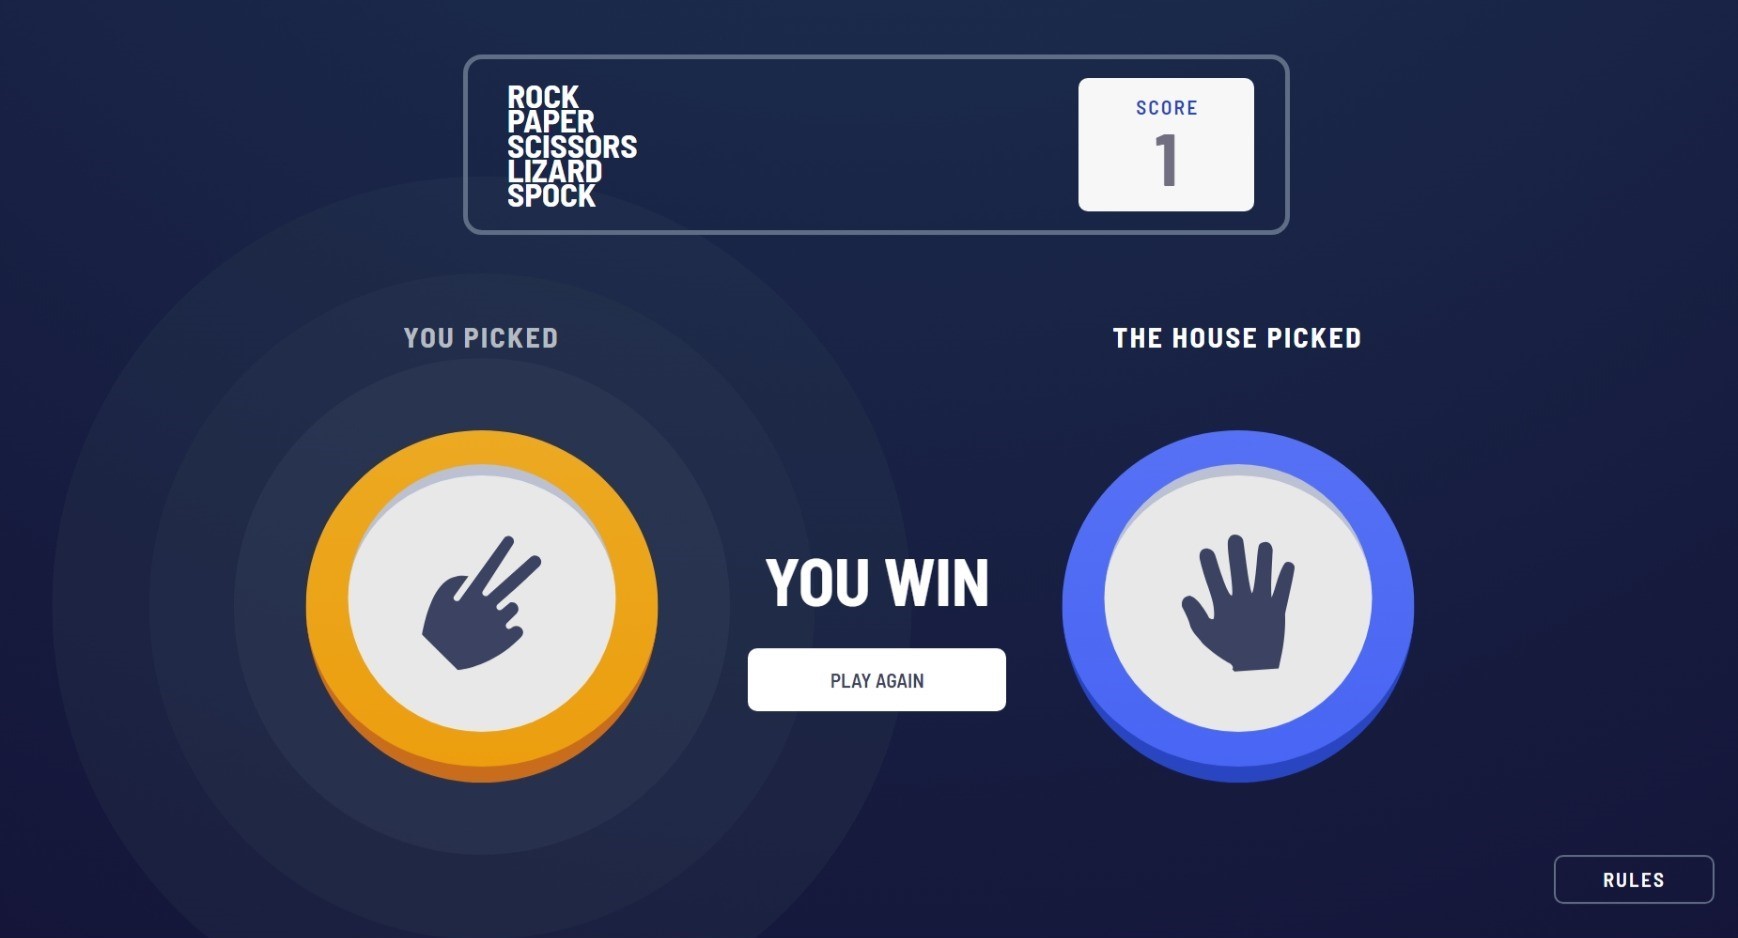 ROCK
PAPER
SCISSORS
LIZARD
SPOCK
SCORE
1
YOU PICKED
THE HOUSE PICKED
YOU WIN
PLAY AGAIN
RULES